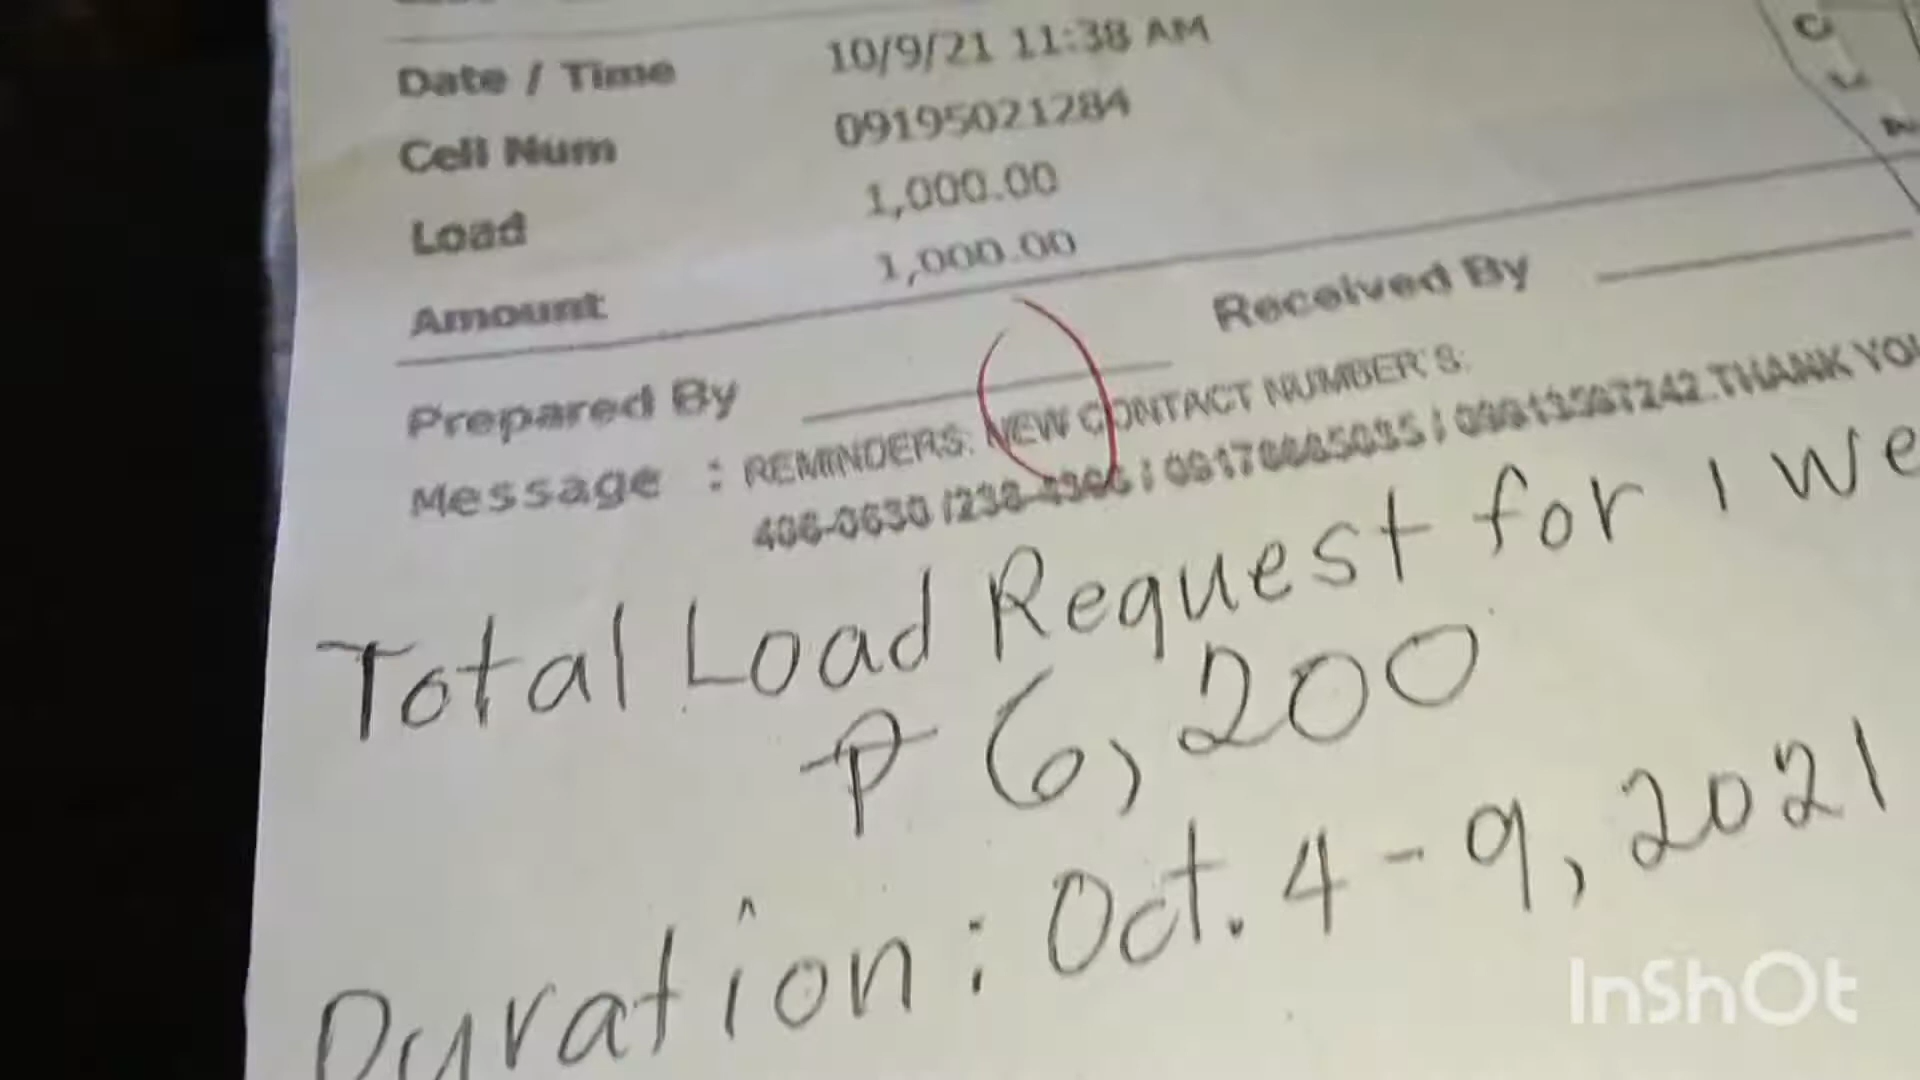 Date / Time 10/9/21 11:38 AM
Cell Num 09195021284
Load 1,000.00
Amount 1,000.00
Prepared By Received By
Message : REMINDERS: NEW CONTACT NUMBER'S:
406-0630 THANK YOU
Total Load Request for 1 We
₱ 6,200
Duration : Oct. 4 - 9, 2021
InShOt